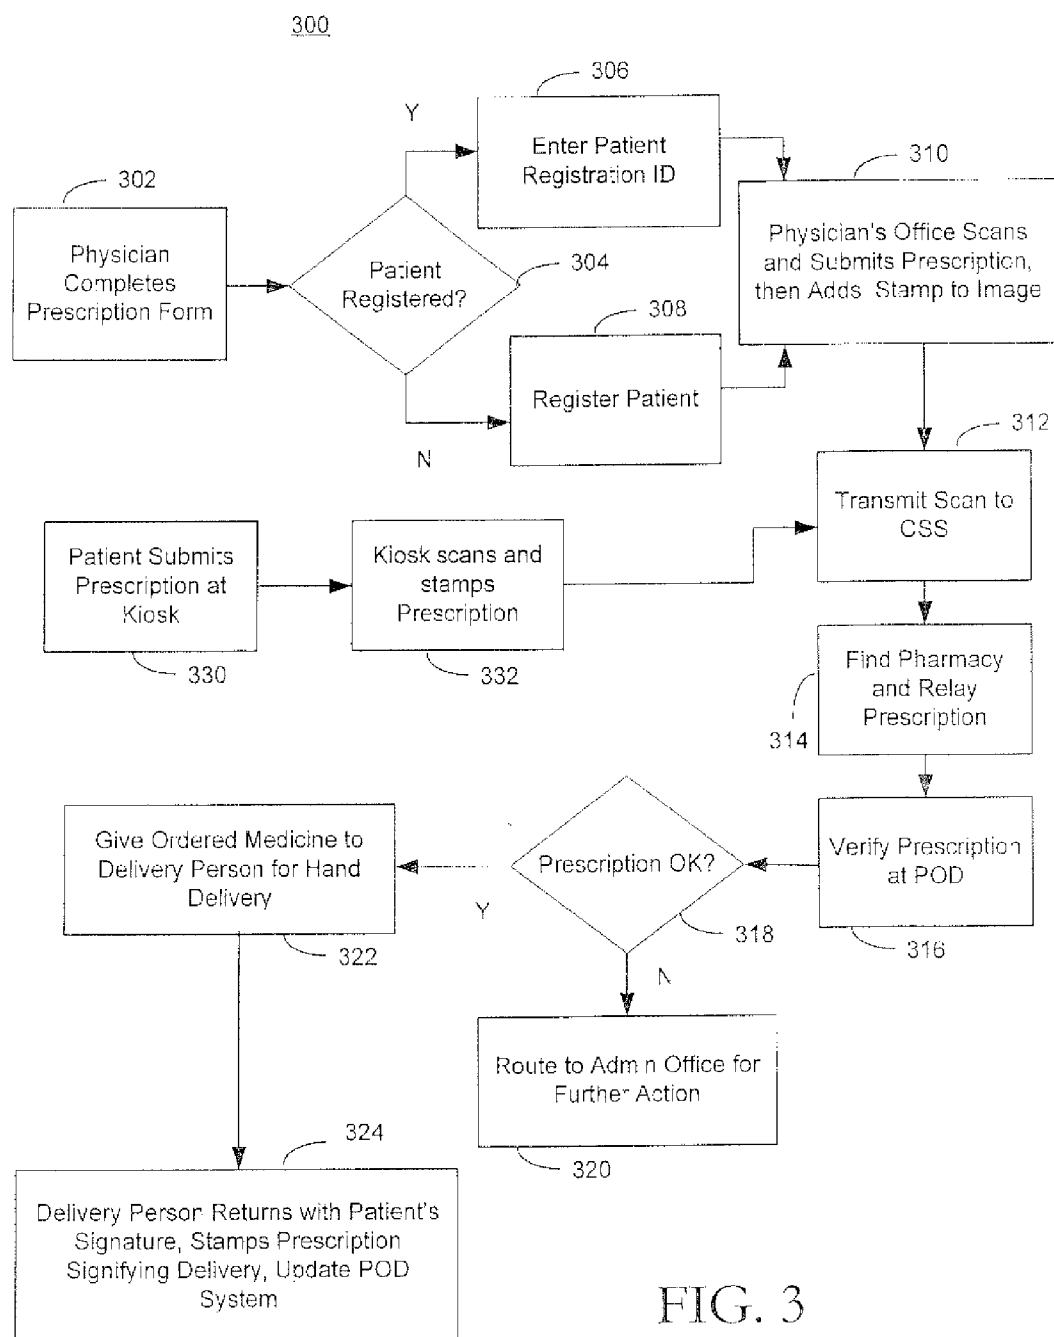 300
306
Y
Enter Patient
Registration ID
310
302
Physician's Office Scans
and Submits Prescription,
then Adds Stamp to Image
Physician
Completes
Prescription Form
Patient
Registered?
304
308
Register Patient
N
312
Transmit Scan to
CSS
Patient Submits
Prescription at
Kiosk
330
Kiosk scans and
stamps
Prescription
332
Find Pharmacy
and Relay
Prescription
314
Give Ordered Medicine to
Delivery Person for Hand
Delivery
322
Y
Prescription OK?
318
N
Verify Prescription
at POD
316
Route to Admin Office for
Further Action
320
324
Delivery Person Returns with Patient's
Signature, Stamps Prescription
Signifying Delivery, Update POD
System
FIG. 3